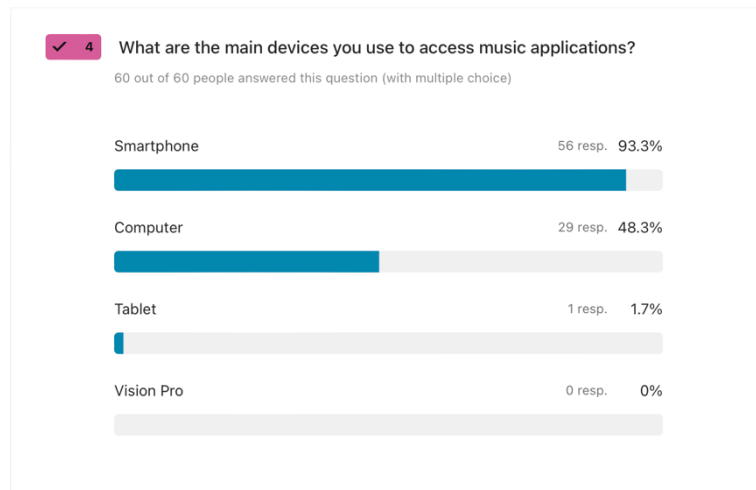 4 What are the main devices you use to access music applications?
60 out of 60 people answered this question (with multiple choice)
Smartphone 56 resp. 93.3%
Computer 29 resp. 48.3%
Tablet 1 resp. 1.7%
Vision Pro 0 resp. 0%